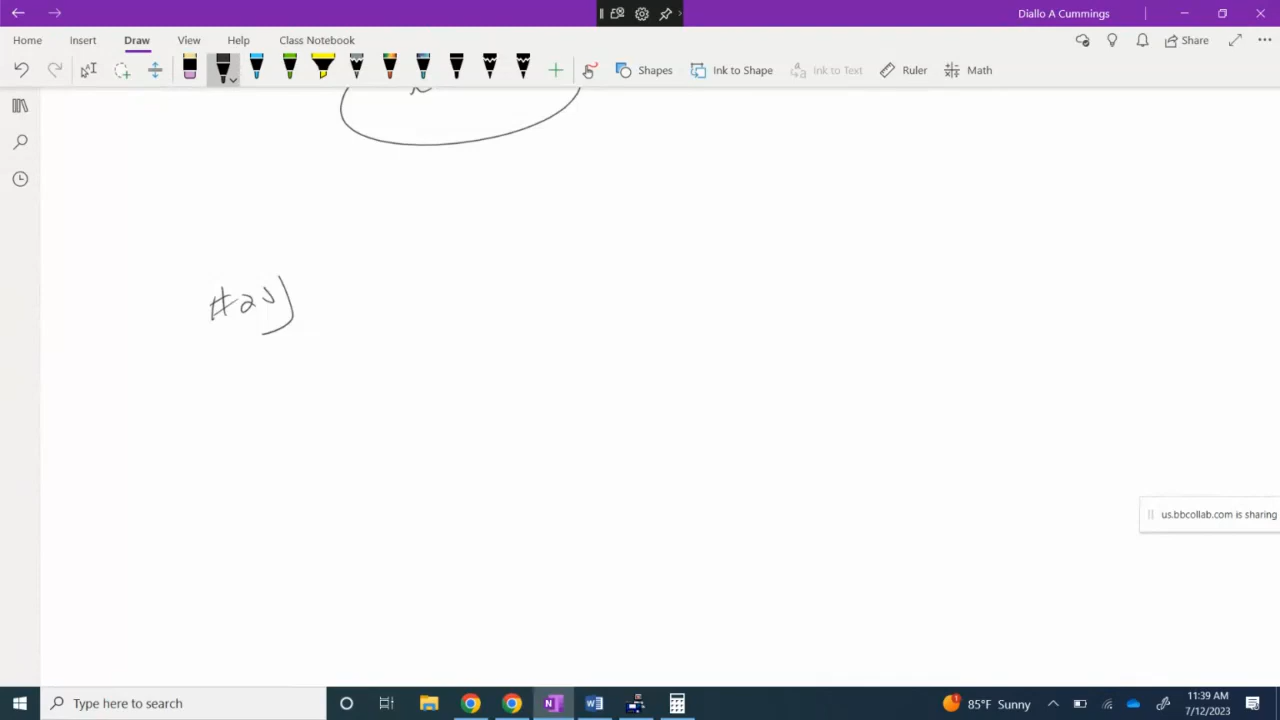 Diallo A Cummings
Home Insert Draw View Help Class Notebook Share
Shapes Ink to Shape Ink to Text Ruler Math
us.bbcollab.com is sharing
Type here to search 85°F Sunny 11:39 AM
7/12/2023